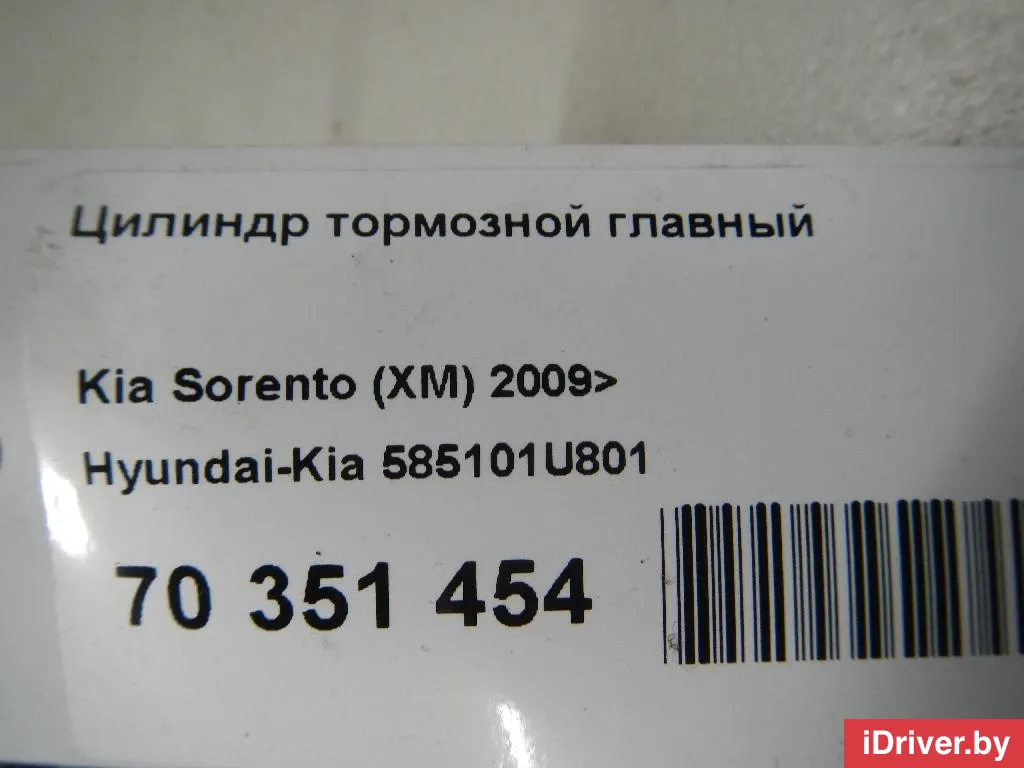 Цилиндр тормозной главный
Kia Sorento (XM) 2009>
Hyundai-Kia 585101U801
70 351 454
iDriver.by